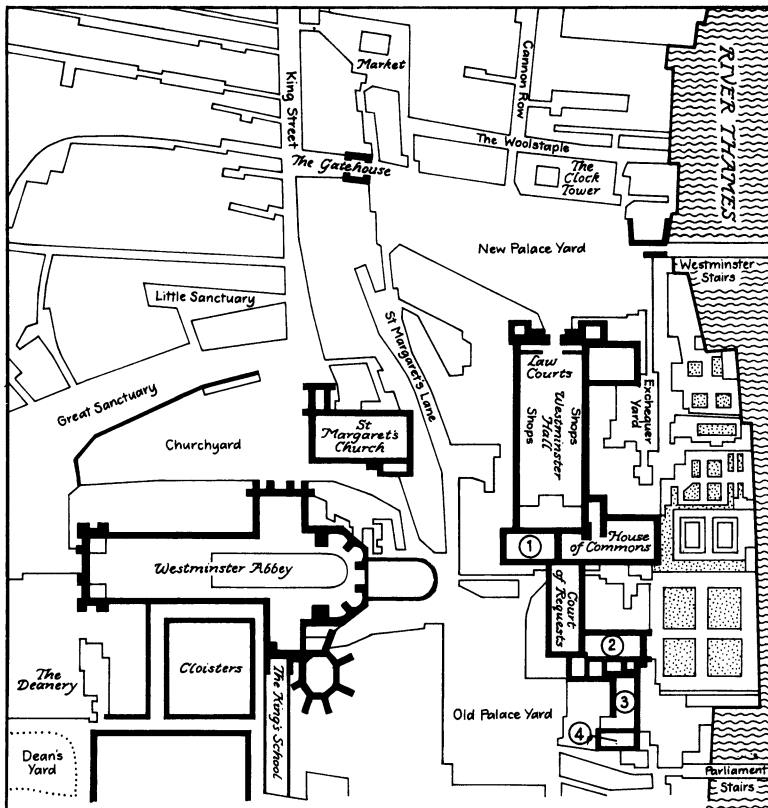 Market
King Street
Cannon Row
RIVER THAMES
The Woolstaple
The Gatehouse
The
Clock
Tower
New Palace Yard
Westminster
Stairs
Little Sanctuary
St Margaret's Lane
Law
Courts
Great Sanctuary
Shops
Westminster
Hall
Shops
Exchequer
Yard
St
Margaret's
Church
Churchyard
1
House
of Commons
Westminster Abbey
Court
of Requests
2
The
Deanery
Cloisters
The King's School
3
Old Palace Yard
4
Dean's
Yard
Parliament
Stairs